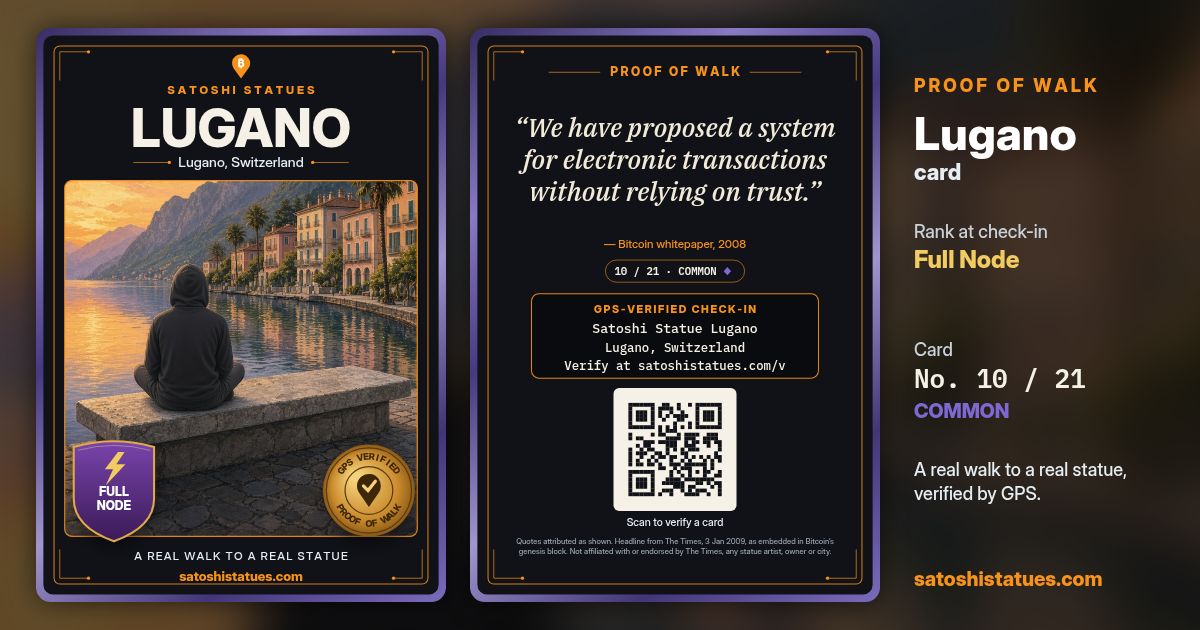 ₿
SATOSHI STATUES
LUGANO
Lugano, Switzerland
FULL
NODE
GPS VERIFIED
PROOF OF WALK
A REAL WALK TO A REAL STATUE
satoshistatues.com
PROOF OF WALK
“We have proposed a system
for electronic transactions
without relying on trust.”
— Bitcoin whitepaper, 2008
10 / 21 · COMMON
GPS-VERIFIED CHECK-IN
Satoshi Statue Lugano
Lugano, Switzerland
Verify at satoshistatues.com/v
Scan to verify a card
Quotes attributed as shown. Headline from The Times, 3 Jan 2009, as embedded in Bitcoin's
genesis block. Not affiliated with or endorsed by The Times, any statue artist, owner or city.
PROOF OF WALK
Lugano
card
Rank at check-in
Full Node
Card
No. 10 / 21
COMMON
A real walk to a real statue,
verified by GPS.
satoshistatues.com